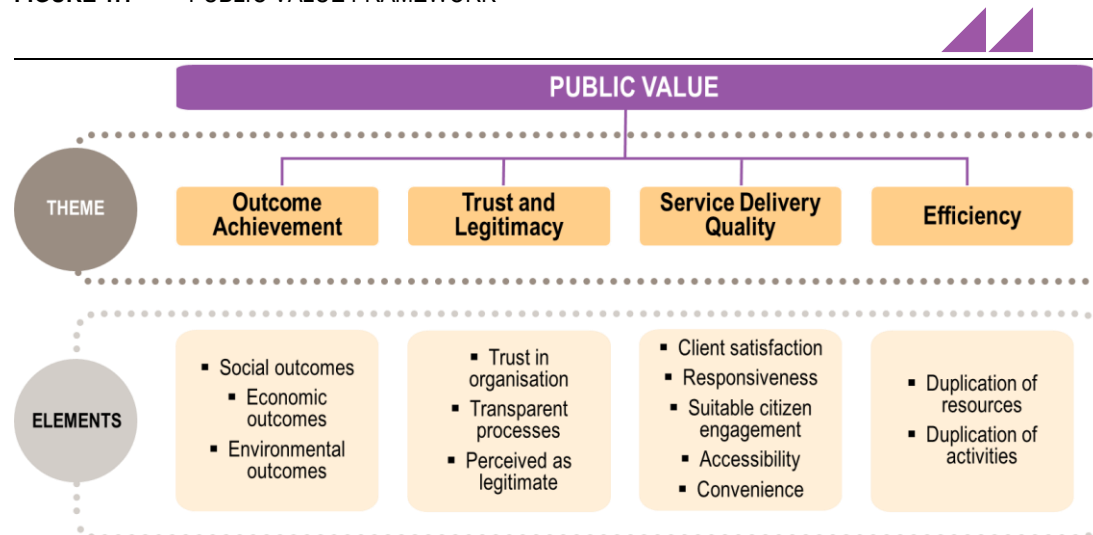 PUBLIC VALUE
THEME
Outcome
Achievement
Trust and
Legitimacy
Service Delivery
Quality
Efficiency
ELEMENTS
▪ Social outcomes
▪ Economic
outcomes
▪ Environmental
outcomes
▪ Trust in
organisation
▪ Transparent
processes
▪ Perceived as
legitimate
▪ Client satisfaction
▪ Responsiveness
▪ Suitable citizen
engagement
▪ Accessibility
▪ Convenience
▪ Duplication of
resources
▪ Duplication of
activities